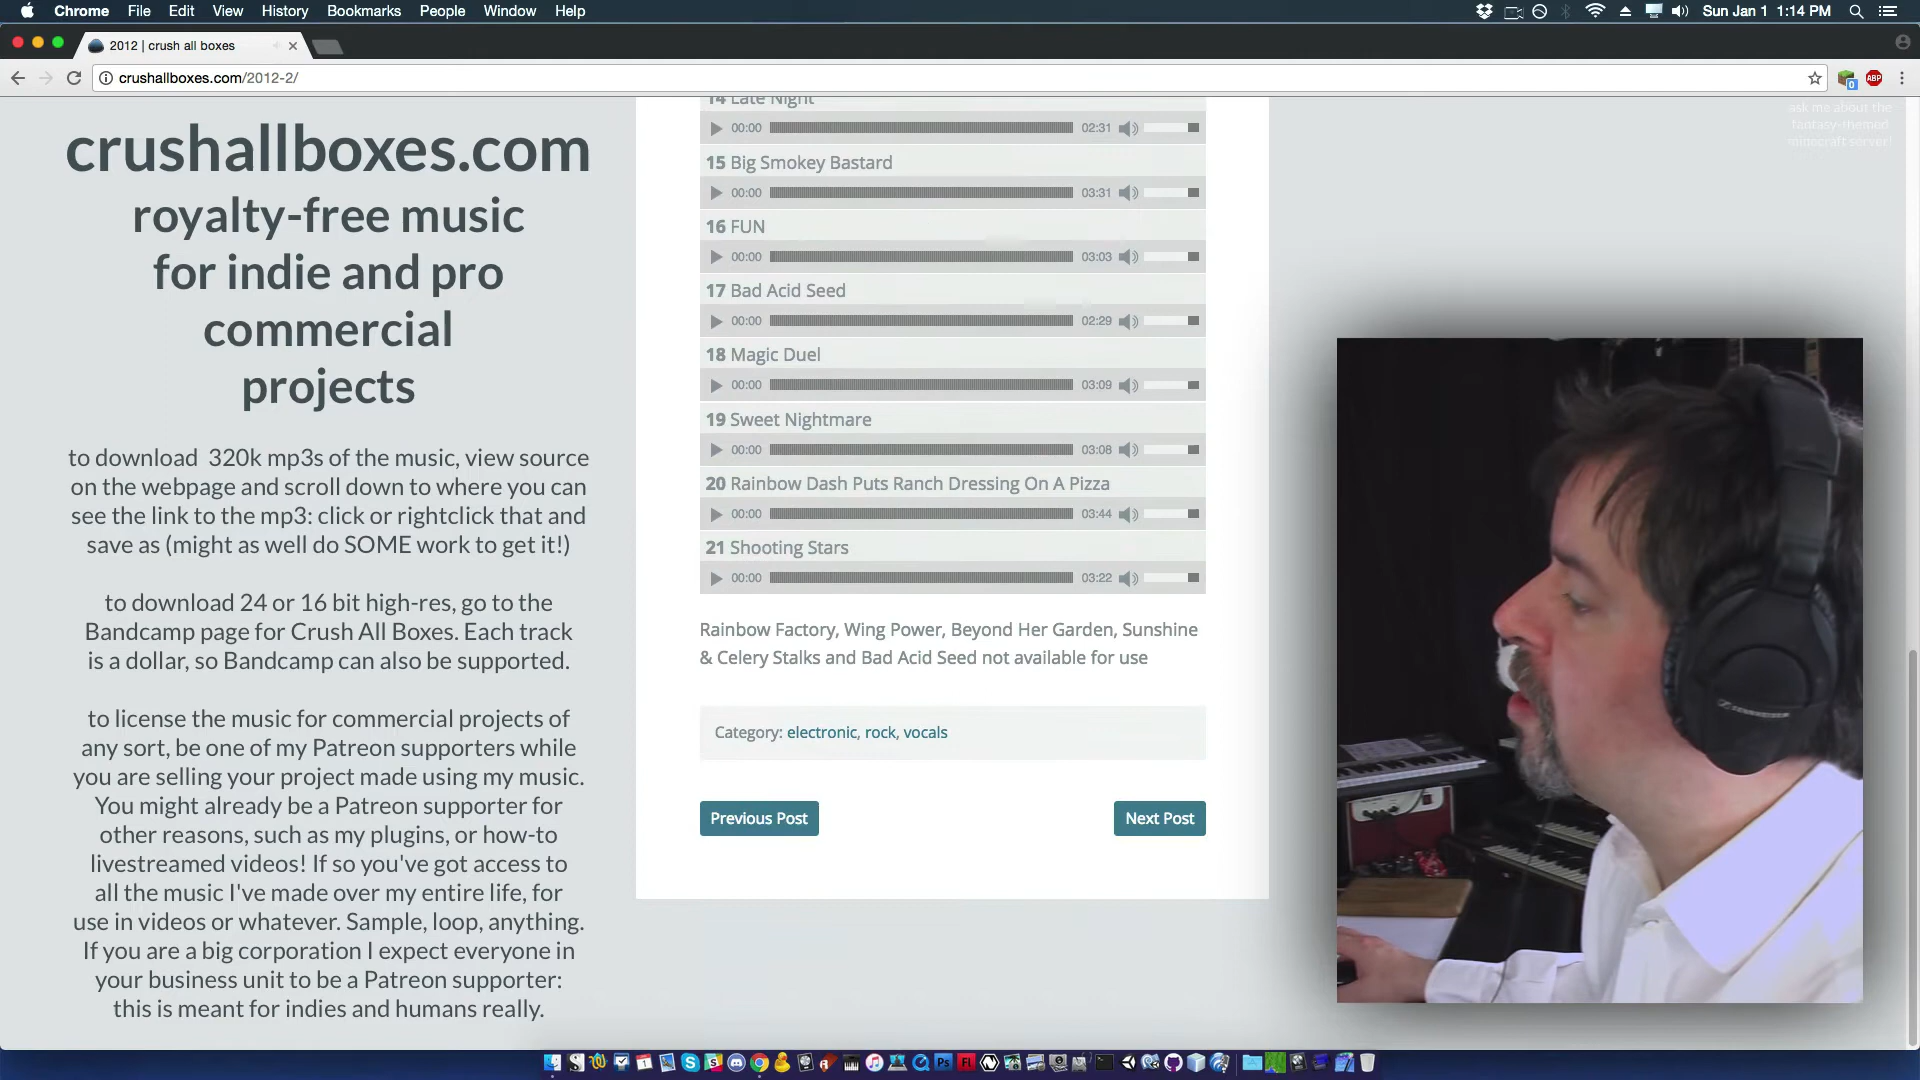 Chrome File Edit View History Bookmarks People Window Help
Sun Jan 1 1:14 PM
2012 | crush all boxes
crushallboxes.com/2012-2/
ABP
0
crushallboxes.com
royalty-free music
for indie and pro
commercial
projects
to download 320k mp3s of the music, view source
on the webpage and scroll down to where you can
see the link to the mp3: click or rightclick that and
save as (might as well do SOME work to get it!)
to download 24 or 16 bit high-res, go to the
Bandcamp page for Crush All Boxes. Each track
is a dollar, so Bandcamp can also be supported.
to license the music for commercial projects of
any sort, be one of my Patreon supporters while
you are selling your project made using my music.
You might already be a Patreon supporter for
other reasons, such as my plugins, or how-to
livestreamed videos! If so you've got access to
all the music I've made over my entire life, for
use in videos or whatever. Sample, loop, anything.
If you are a big corporation I expect everyone in
your business unit to be a Patreon supporter:
this is meant for indies and humans really.
14 Late Night
00:00 02:31
15 Big Smokey Bastard
00:00 03:31
16 FUN
00:00 03:03
17 Bad Acid Seed
00:00 02:29
18 Magic Duel
00:00 03:09
19 Sweet Nightmare
00:00 03:08
20 Rainbow Dash Puts Ranch Dressing On A Pizza
00:00 03:44
21 Shooting Stars
00:00 03:22
Rainbow Factory, Wing Power, Beyond Her Garden, Sunshine
& Celery Stalks and Bad Acid Seed not available for use
Category: electronic, rock, vocals
Previous Post
Next Post
ask me about the
fantasy-themed
minecraft server!